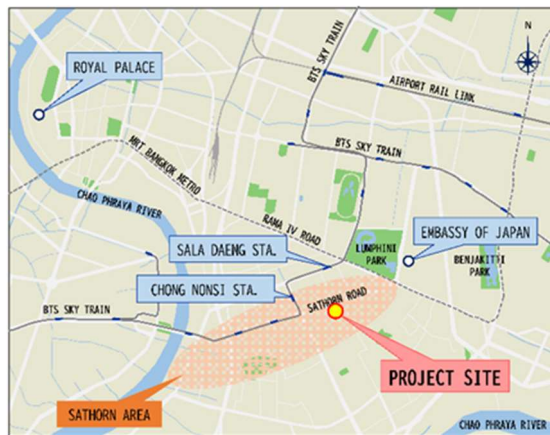 N
BTS SKY TRAIN
ROYAL PALACE
AIRPORT RAIL LINK
BTS SKY TRAIN
MRT BANGKOK METRO
CHAO PHRAYA RIVER
RAMA IV ROAD
EMBASSY OF JAPAN
LUMPHINI
PARK
SALA DAENG STA.
BENJAKITTI
PARK
CHONG NONSI STA.
SATHORN ROAD
BTS SKY TRAIN
PROJECT SITE
SATHORN AREA
CHAO PHRAYA RIVER